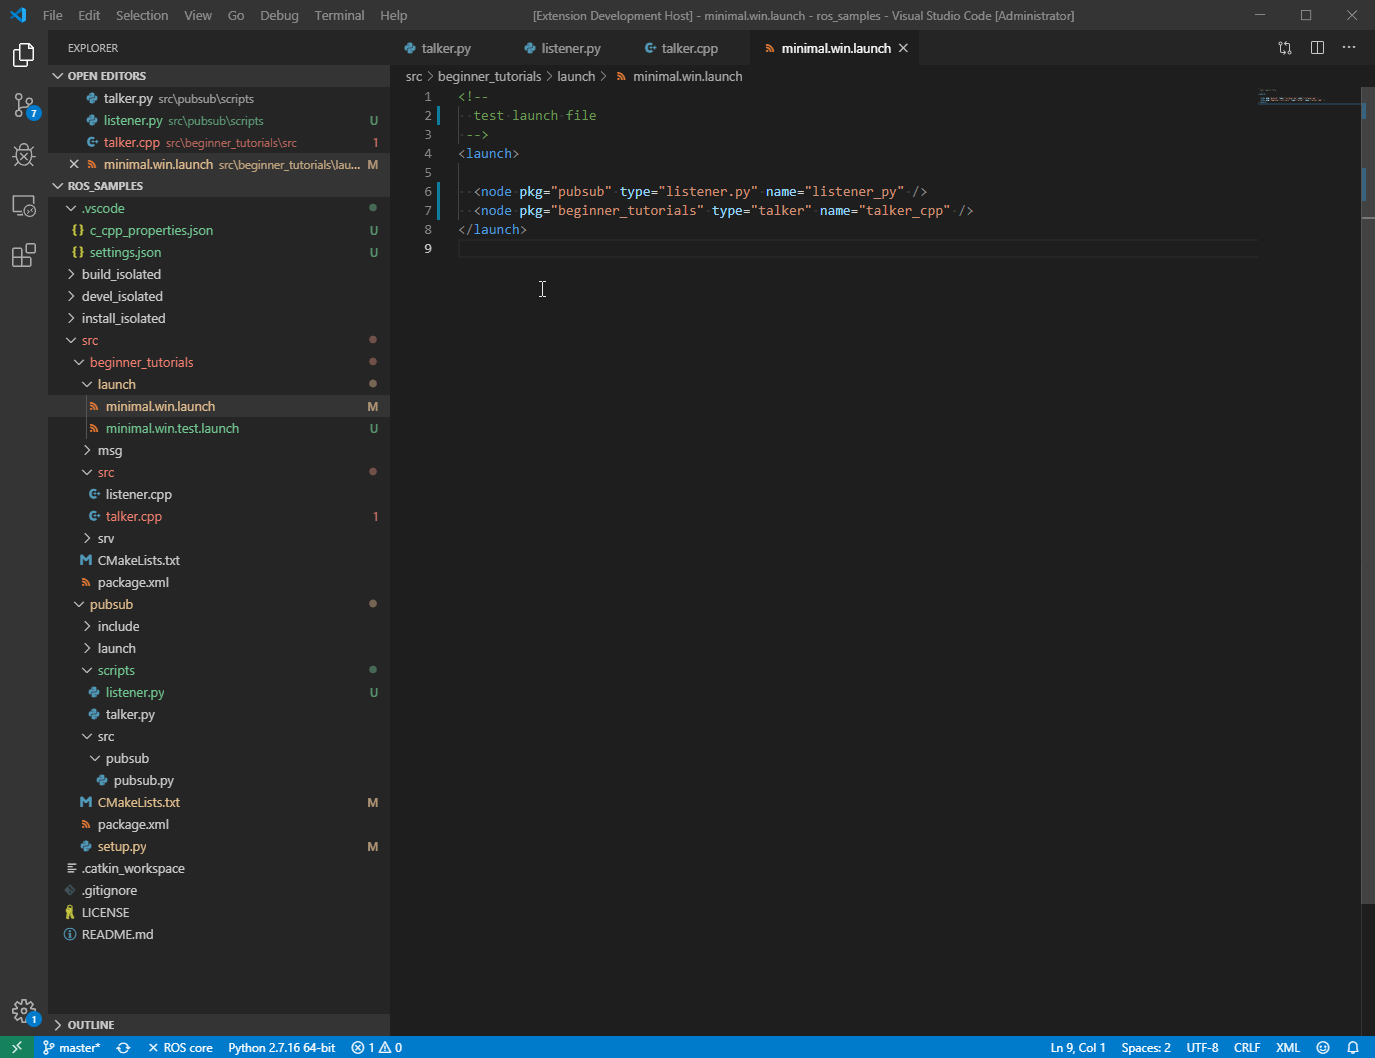 File Edit Selection View Go Debug Terminal Help [Extension Development Host] - minimal.win.launch - ros_samples - Visual Studio Code [Administrator]
EXPLORER
OPEN EDITORS
talker.py src\pubsub\scripts
listener.py src\pubsub\scripts U
talker.cpp src\beginner_tutorials\src 1
minimal.win.launch src\beginner_tutorials\lau... M
ROS_SAMPLES
.vscode
{} c_cpp_properties.json U
{} settings.json U
build_isolated
devel_isolated
install_isolated
src
beginner_tutorials
launch
minimal.win.launch M
minimal.win.test.launch U
msg
src
listener.cpp
talker.cpp 1
srv
CMakeLists.txt
package.xml
pubsub
include
launch
scripts
listener.py U
talker.py
src
pubsub
pubsub.py
CMakeLists.txt M
package.xml
setup.py M
.catkin_workspace
.gitignore
LICENSE
README.md
OUTLINE
7
1
talker.py listener.py talker.cpp minimal.win.launch
src > beginner_tutorials > launch > minimal.win.launch
1 <!--
2 test launch file
3 -->
4 <launch>
5
6 <node pkg="pubsub" type="listener.py" name="listener_py" />
7 <node pkg="beginner_tutorials" type="talker" name="talker_cpp" />
8 </launch>
9
master* ROS core Python 2.7.16 64-bit 1 0 Ln 9, Col 1 Spaces: 2 UTF-8 CRLF XML